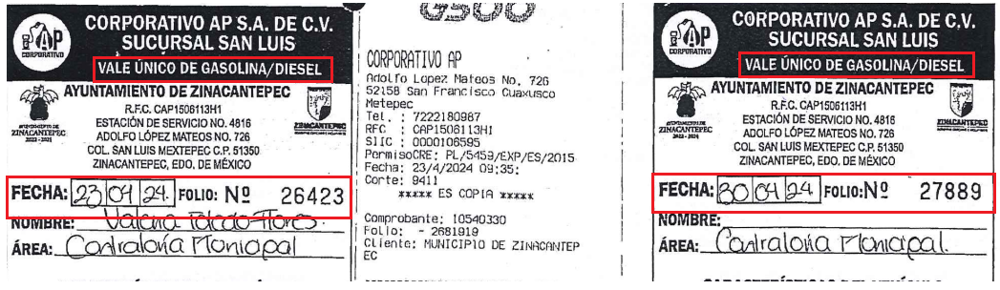 CORPORATIVO AP S.A. DE C.V.
SUCURSAL SAN LUIS
AP
CORPORATIVO
VALE ÚNICO DE GASOLINA/DIESEL
AYUNTAMIENTO DE ZINACANTEPEC
R.F.C. CAP1506113H1
ESTACIÓN DE SERVICIO NO. 4816
ADOLFO LÓPEZ MATEOS NO. 726
COL. SAN LUIS MEXTEPEC C.P. 51350
ZINACANTEPEC, EDO. DE MÉXICO
AYUNTAMIENTO DE
ZINACANTEPEC
2022 - 2024
ZINACANTEPEC
FECHA: 23 04 24 FOLIO: Nº 26423
NOMBRE: Valeria Toledo Flores.
ÁREA: Contraloría Municipal
CORPORATIVO AP
Adolfo Lopez Mateos No. 726
52158 San Francisco Cuaxusco
Metepec
Tel. : 7222180987
RFC : CAP1506113H1
SIIC : 0000106595
PermisoCRE: PL/5459/EXP/ES/2015
Fecha: 23/4/2024 09:35:
Corte: 9411
***** ES COPIA *****
Comprobante: 10540330
Folio: - 2681919
Cliente: MUNICIPIO DE ZINACANTEP
EC
CORPORATIVO AP S.A. DE C.V.
SUCURSAL SAN LUIS
AP
CORPORATIVO
VALE ÚNICO DE GASOLINA/DIESEL
AYUNTAMIENTO DE ZINACANTEPEC
R.F.C. CAP1506113H1
ESTACIÓN DE SERVICIO NO. 4816
ADOLFO LÓPEZ MATEOS NO. 726
COL. SAN LUIS MEXTEPEC C.P. 51350
ZINACANTEPEC, EDO. DE MÉXICO
AYUNTAMIENTO DE
ZINACANTEPEC
2022 - 2024
ZINACANTEPEC
FECHA: 30 04 24 FOLIO: Nº 27889
NOMBRE:
ÁREA: Contraloría Municipal.